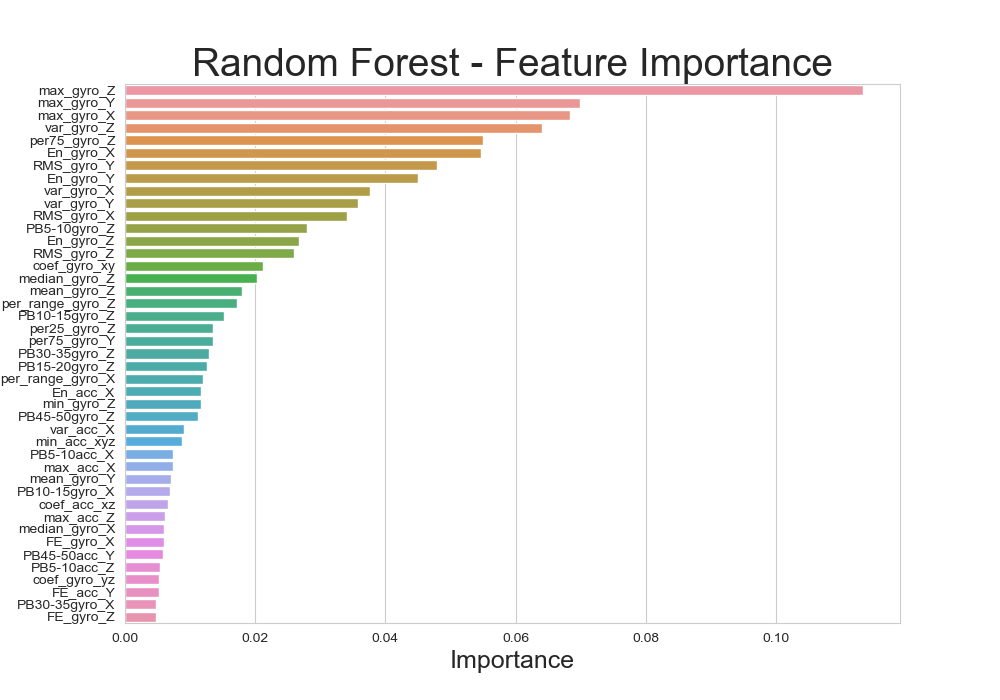 Random Forest - Feature Importance
max_gyro_Z
max_gyro_Y
max_gyro_X
var_gyro_Z
per75_gyro_Z
En_gyro_X
RMS_gyro_Y
En_gyro_Y
var_gyro_X
var_gyro_Y
RMS_gyro_X
PB5-10gyro_Z
En_gyro_Z
RMS_gyro_Z
coef_gyro_xy
median_gyro_Z
mean_gyro_Z
per_range_gyro_Z
PB10-15gyro_Z
per25_gyro_Z
per75_gyro_Y
PB30-35gyro_Z
PB15-20gyro_Z
per_range_gyro_X
En_acc_X
min_gyro_Z
PB45-50gyro_Z
var_acc_X
min_acc_xyz
PB5-10acc_X
max_acc_X
mean_gyro_Y
PB10-15gyro_X
coef_acc_xz
max_acc_Z
median_gyro_X
FE_gyro_X
PB45-50acc_Y
PB5-10acc_Z
coef_gyro_yz
FE_acc_Y
PB30-35gyro_X
FE_gyro_Z
0.00 0.02 0.04 0.06 0.08 0.10
Importance